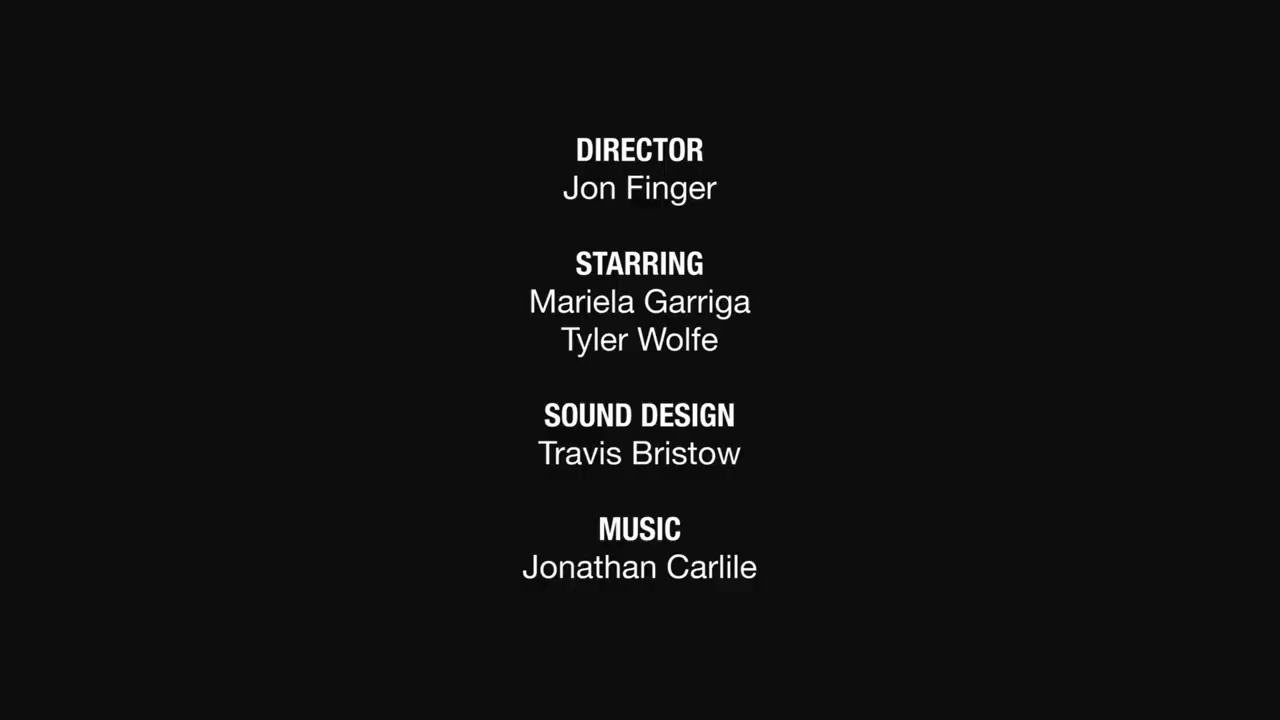 DIRECTOR
Jon Finger
STARRING
Mariela Garriga
Tyler Wolfe
SOUND DESIGN
Travis Bristow
MUSIC
Jonathan Carlile